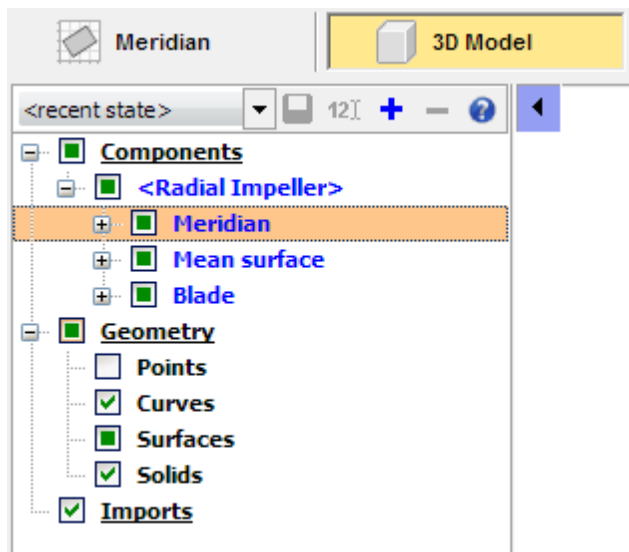 Meridian
3D Model
<recent state>
12
Components
<Radial Impeller>
Meridian
Mean surface
Blade
Geometry
Points
Curves
Surfaces
Solids
Imports